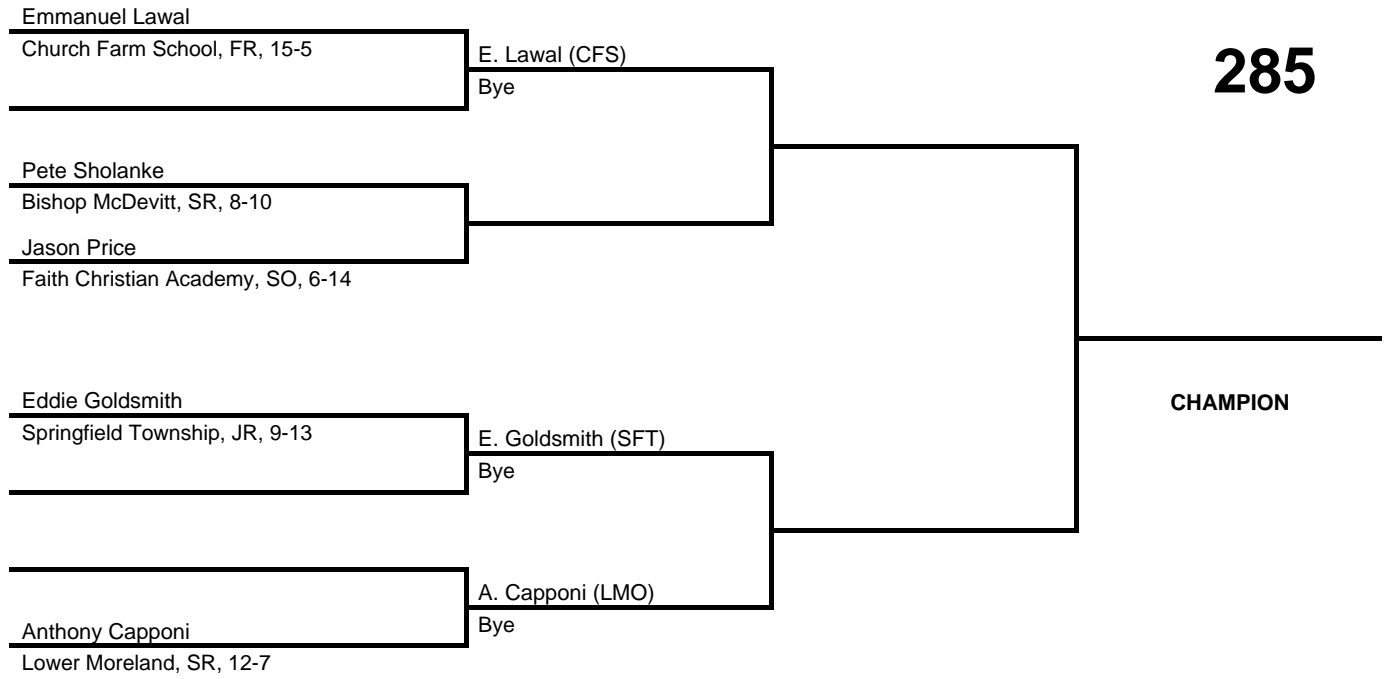 Emmanuel Lawal
Church Farm School, FR, 15-5
E. Lawal (CFS)
Bye
285
Pete Sholanke
Bishop McDevitt, SR, 8-10
Jason Price
Faith Christian Academy, SO, 6-14
Eddie Goldsmith
Springfield Township, JR, 9-13
E. Goldsmith (SFT)
Bye
CHAMPION
A. Capponi (LMO)
Bye
Anthony Capponi
Lower Moreland, SR, 12-7